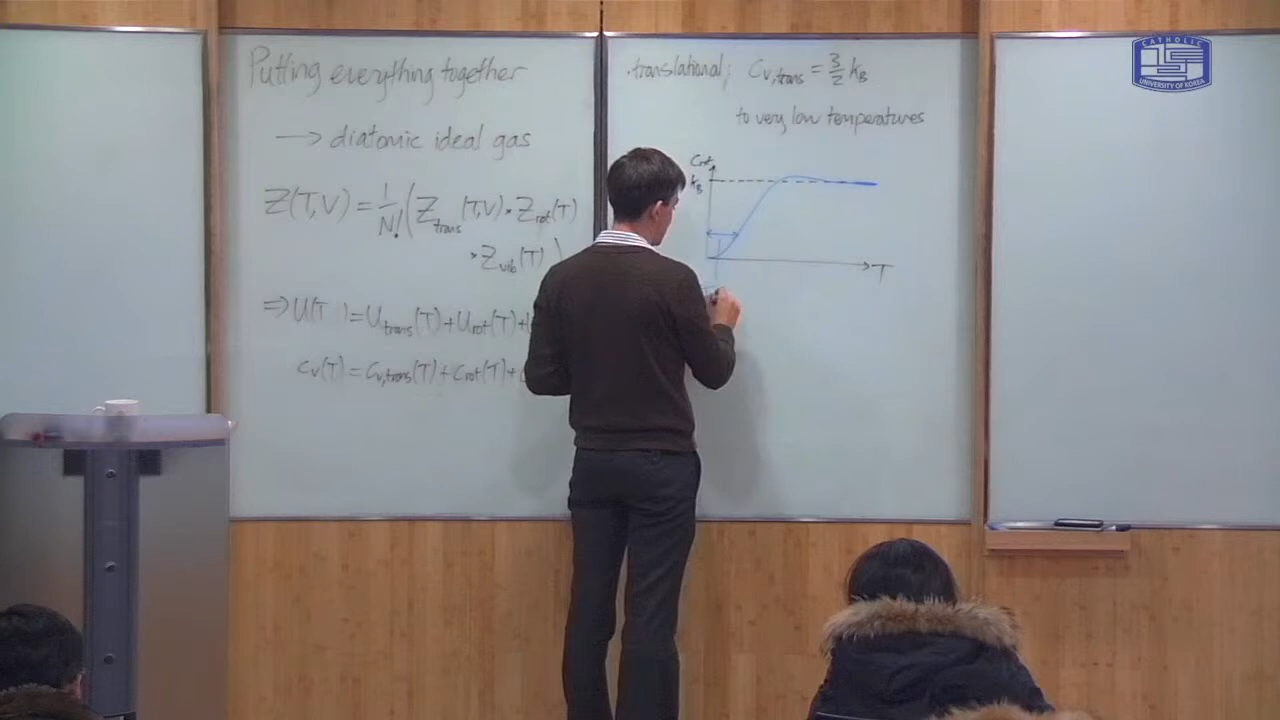 Putting everything together
→ diatomic ideal gas
Z(T,V) = 1/N! (Z_trans (T,V) · Z_rot (T)
· Z_vib (T) )
⇒ U(T ) = U_trans (T) + U_rot (T) +
C_V (T) = C_V,trans (T) + C_rot (T) +
. translational; C_V,trans = 3/2 k_B
to very low temperatures
C_rot
k_B
T
CATHOLIC
UNIVERSITY OF KOREA